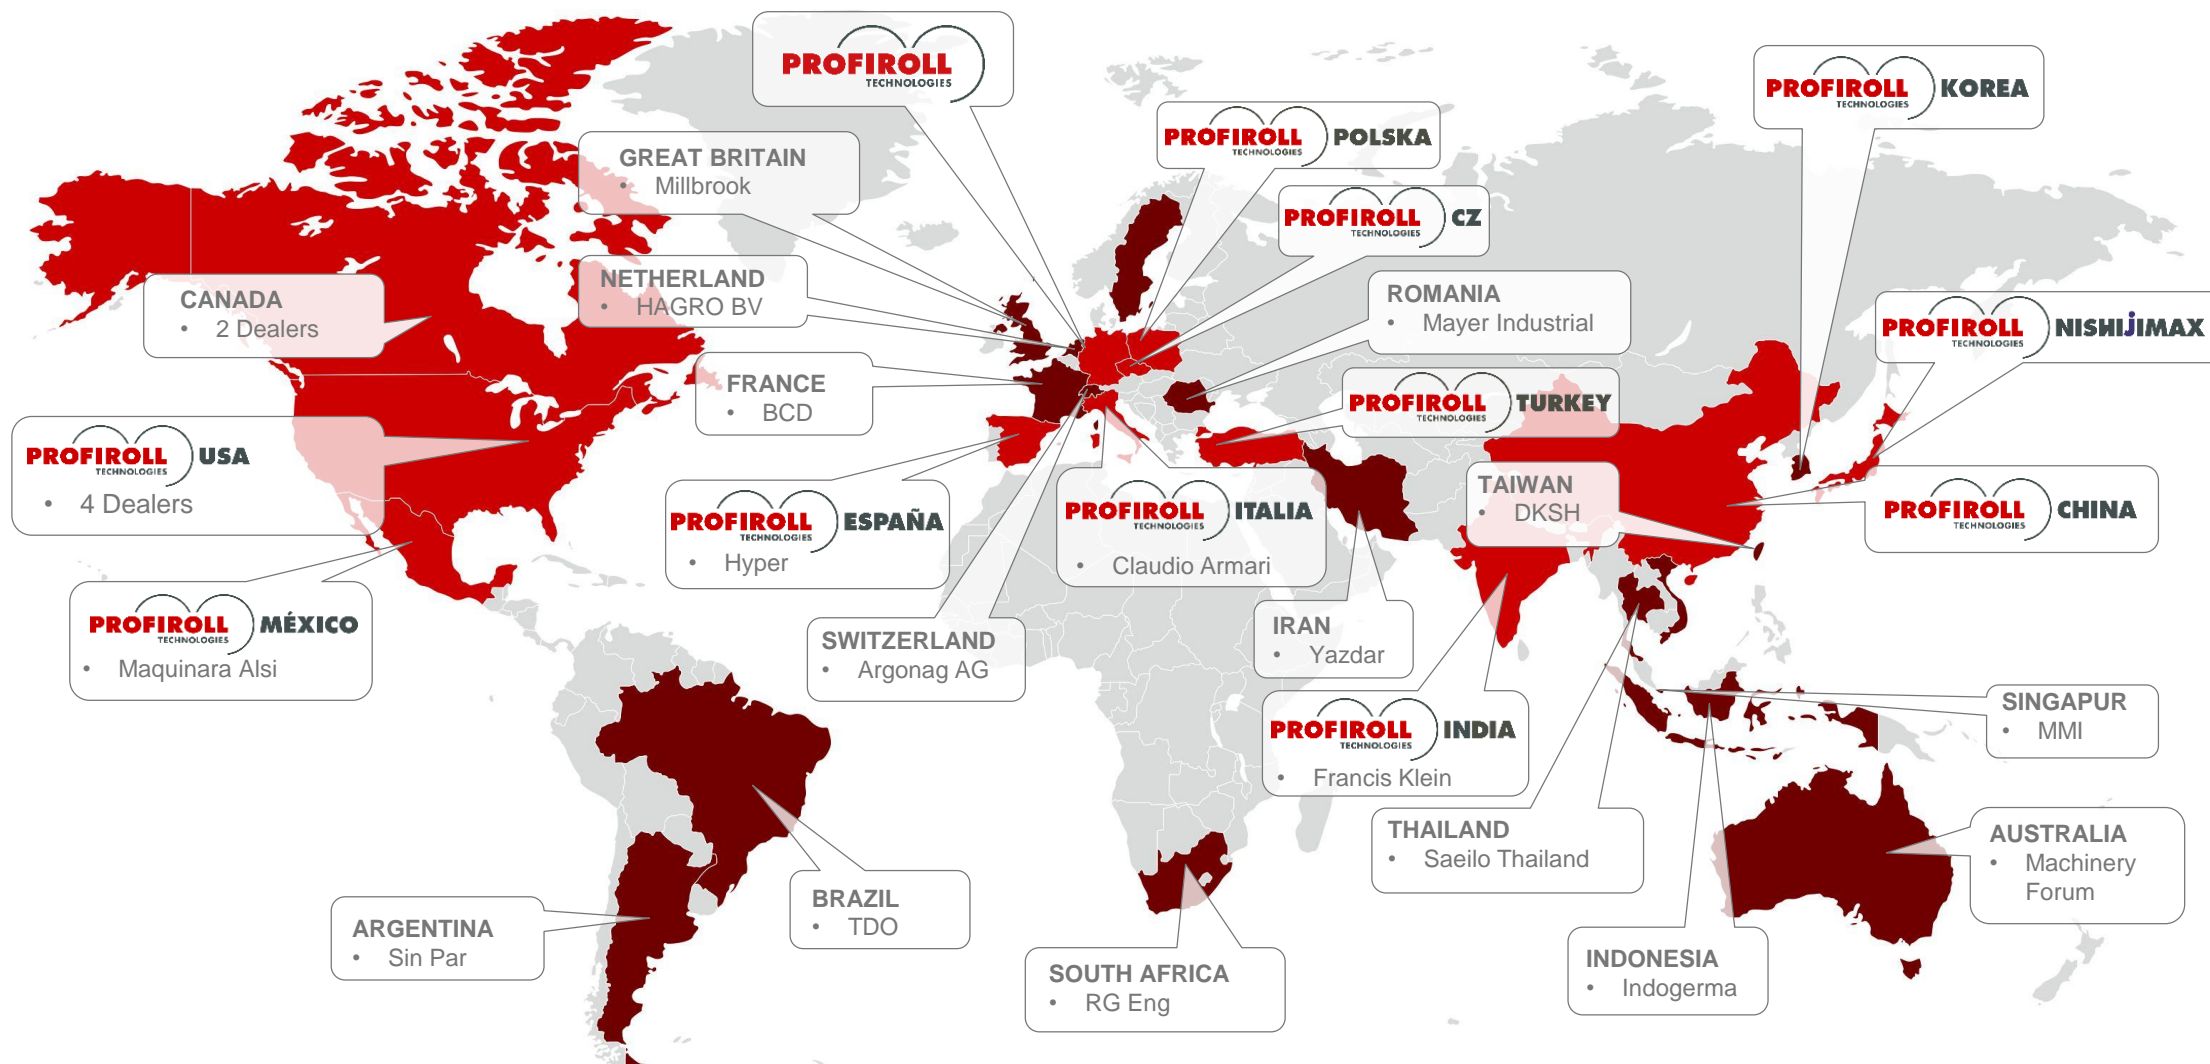 PROFIROLL
TECHNOLOGIES
PROFIROLL KOREA
TECHNOLOGIES
PROFIROLL POLSKA
TECHNOLOGIES
GREAT BRITAIN
• Millbrook
PROFIROLL CZ
TECHNOLOGIES
NETHERLAND
• HAGRO BV
CANADA
• 2 Dealers
ROMANIA
• Mayer Industrial
PROFIROLL NISHIJIMAX
TECHNOLOGIES
FRANCE
• BCD
PROFIROLL TURKEY
TECHNOLOGIES
PROFIROLL USA
TECHNOLOGIES
• 4 Dealers
PROFIROLL ESPAÑA
TECHNOLOGIES
• Hyper
PROFIROLL ITALIA
TECHNOLOGIES
• Claudio Armari
TAIWAN
• DKSH
PROFIROLL CHINA
TECHNOLOGIES
PROFIROLL MÉXICO
TECHNOLOGIES
• Maquinara Alsi
SWITZERLAND
• Argonag AG
IRAN
• Yazdar
PROFIROLL INDIA
TECHNOLOGIES
• Francis Klein
SINGAPUR
• MMI
THAILAND
• Saeilo Thailand
AUSTRALIA
• Machinery
Forum
BRAZIL
• TDO
ARGENTINA
• Sin Par
SOUTH AFRICA
• RG Eng
INDONESIA
• Indogerma